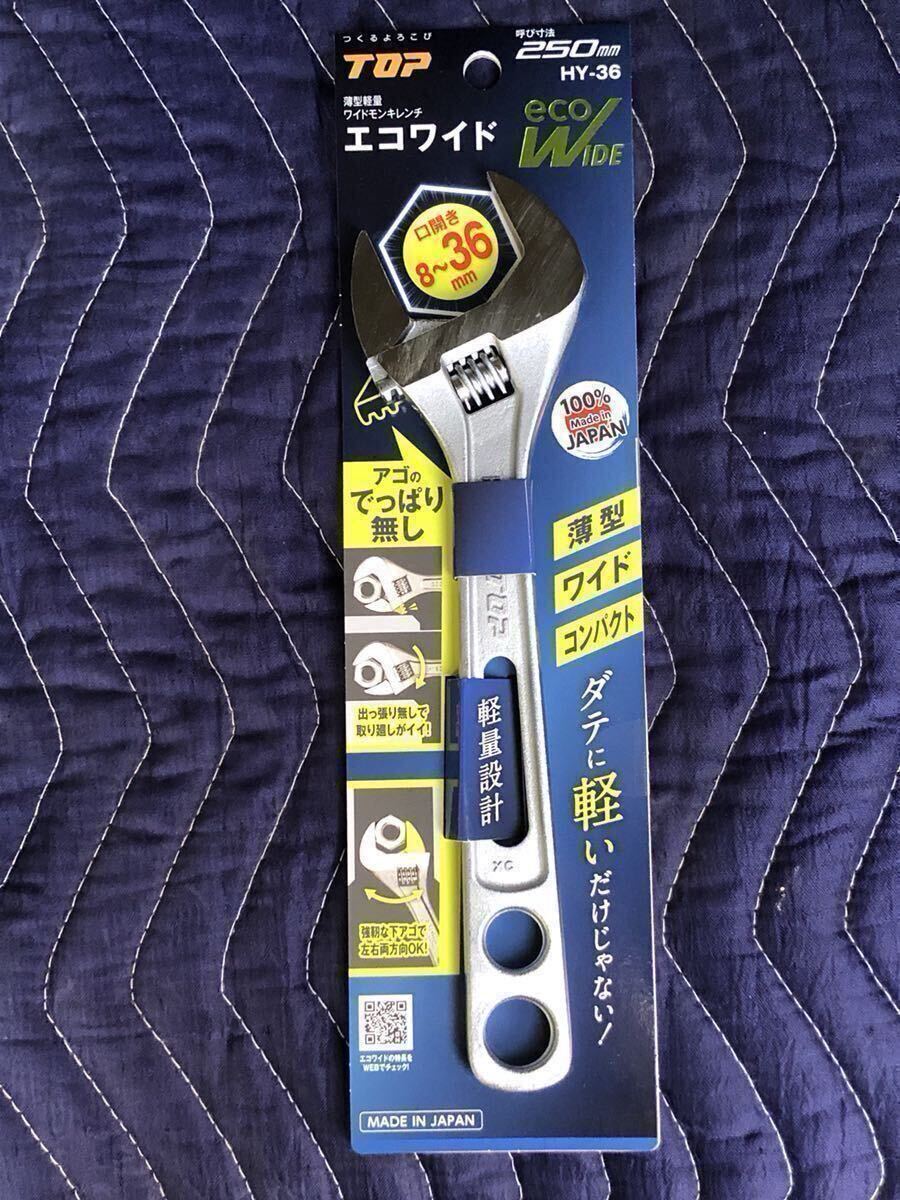 つくるよろこび
TOP
呼び寸法
250mm
HY-36
薄型軽量
ワイドモンキレンチ
エコワイド
eco
WIDE
口開き
8〜36
mm
100%
Made in
JAPAN
アゴの
でっぱり
無し
薄型
ワイド
コンパクト
TOP
出っ張り無しで
取り廻しがイイ!
軽量設計
ダテに軽いだけじゃない!
XC
強靭な下アゴで
左右両方向OK!
エコワイドの特長を
WEBでチェック!
MADE IN JAPAN